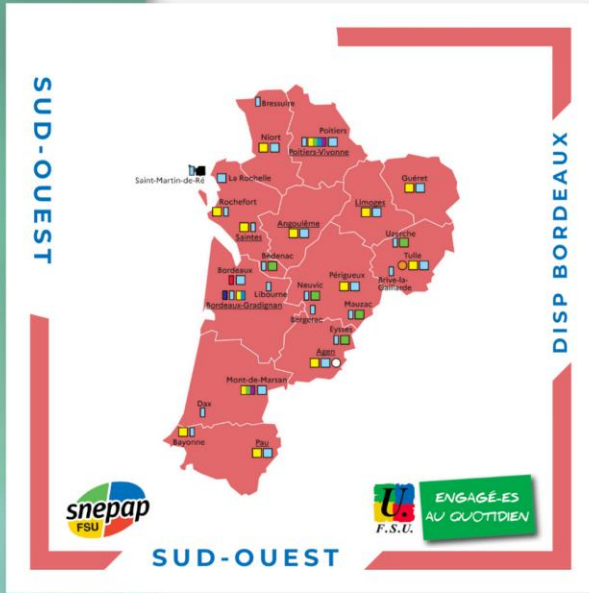 SUD-OUEST
DISP BORDEAUX
Bressuire
Niort
Poitiers
Poitiers-Vivonne
Saint-Martin-de-Ré
La Rochelle
Guéret
Rochefort
Limoges
Saintes
Angoulême
Uzerche
Bédenac
Tulle
Bordeaux
Libourne
Périgueux
Brive-la-
Gaillarde
Bordeaux-Gradignan
Neuvic
Bergerac
Mauzac
Eysses
Agen
Mont-de-Marsan
Dax
Bayonne
Pau
snepap
FSU
U.
F.S.U.
ENGAGÉ-ES
AU QUOTIDIEN
SUD-OUEST